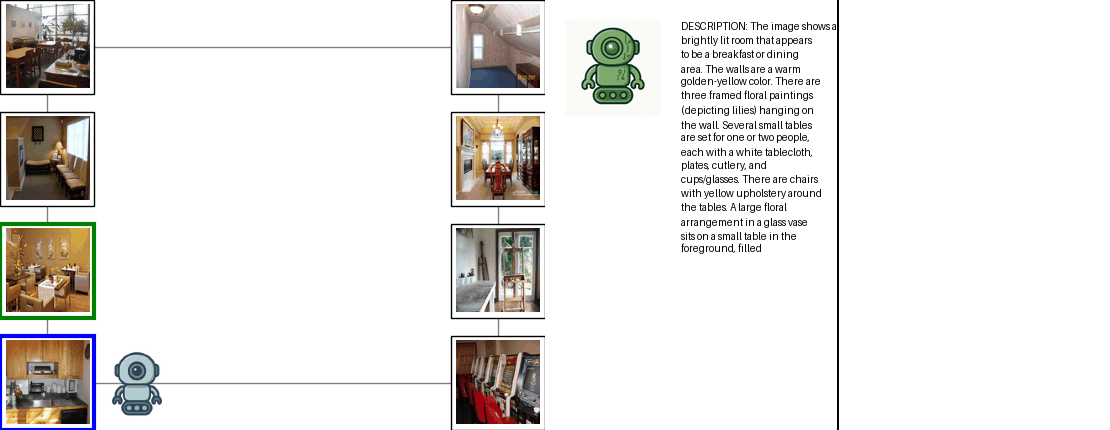 DESCRIPTION: The image shows a
brightly lit room that appears
to be a breakfast or dining
area. The walls are a warm
golden-yellow color. There are
three framed floral paintings
(depicting lilies) hanging on
the wall. Several small tables
are set for one or two people,
each with a white tablecloth,
plates, cutlery, and
cups/glasses. There are chairs
with yellow upholstery around
the tables. A large floral
arrangement in a glass vase
sits on a small table in the
foreground, filled